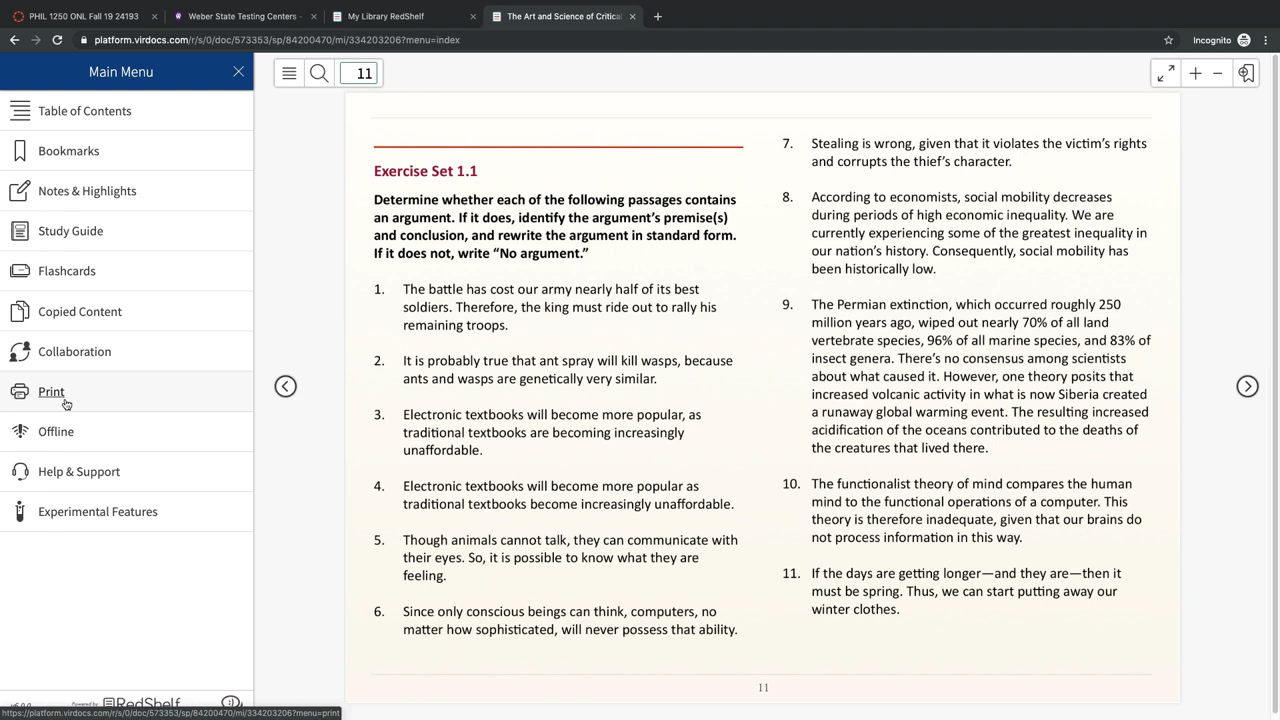 PHIL 1250 ONL Fall 19 24193
Weber State Testing Centers -
My Library RedShelf
The Art and Science of Critical
platform.virdocs.com/r/s/0/doc/573353/sp/84200470/mi/334203206?menu=index
Incognito
Main Menu
11
Table of Contents
Bookmarks
Notes & Highlights
Study Guide
Flashcards
Copied Content
Collaboration
Print
Offline
Help & Support
Experimental Features
Powered by
RedShelf
https://platform.virdocs.com/r/s/0/doc/573353/sp/84200470/mi/334203206?menu=print
Exercise Set 1.1
Determine whether each of the following passages contains
an argument. If it does, identify the argument's premise(s)
and conclusion, and rewrite the argument in standard form.
If it does not, write “No argument.”
1. The battle has cost our army nearly half of its best
soldiers. Therefore, the king must ride out to rally his
remaining troops.
2. It is probably true that ant spray will kill wasps, because
ants and wasps are genetically very similar.
3. Electronic textbooks will become more popular, as
traditional textbooks are becoming increasingly
unaffordable.
4. Electronic textbooks will become more popular as
traditional textbooks become increasingly unaffordable.
5. Though animals cannot talk, they can communicate with
their eyes. So, it is possible to know what they are
feeling.
6. Since only conscious beings can think, computers, no
matter how sophisticated, will never possess that ability.
7. Stealing is wrong, given that it violates the victim's rights
and corrupts the thief's character.
8. According to economists, social mobility decreases
during periods of high economic inequality. We are
currently experiencing some of the greatest inequality in
our nation's history. Consequently, social mobility has
been historically low.
9. The Permian extinction, which occurred roughly 250
million years ago, wiped out nearly 70% of all land
vertebrate species, 96% of all marine species, and 83% of
insect genera. There's no consensus among scientists
about what caused it. However, one theory posits that
increased volcanic activity in what is now Siberia created
a runaway global warming event. The resulting increased
acidification of the oceans contributed to the deaths of
the creatures that lived there.
10. The functionalist theory of mind compares the human
mind to the functional operations of a computer. This
theory is therefore inadequate, given that our brains do
not process information in this way.
11. If the days are getting longer—and they are—then it
must be spring. Thus, we can start putting away our
winter clothes.
11